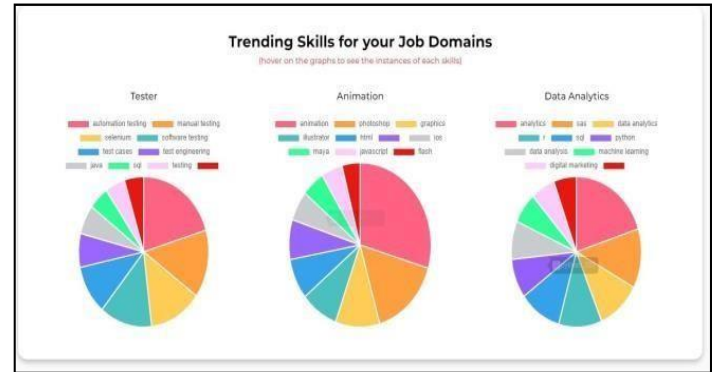 Trending Skills for your Job Domains
(hover on the graphs to see the instances of each skills)
Tester
automation testing manual testing
selenium software testing
test cases test engineering
java sql testing
Animation
animation photoshop graphics
illustrator html ios
maya javascript flash
Data Analytics
analytics sas data analytics
r sql python
data analysis machine learning
digital marketing